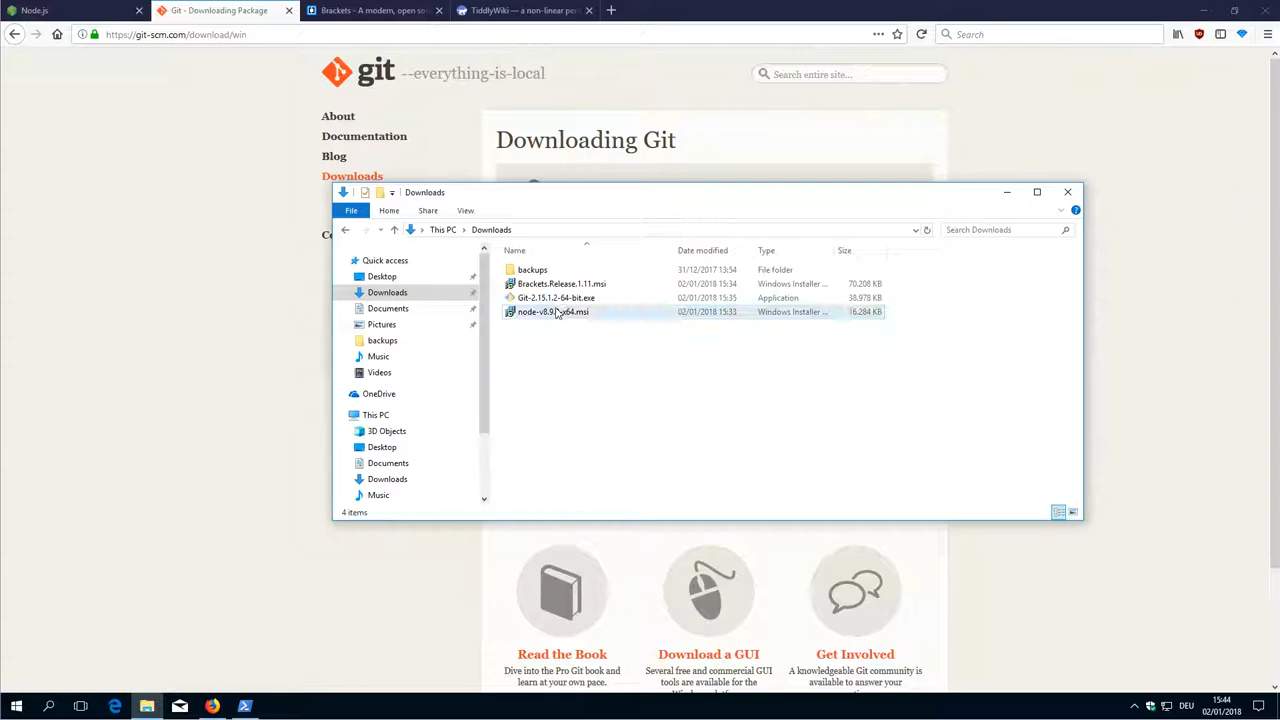 Node.js
Git - Downloading Package
Brackets - A modern, open so
TiddlyWiki — a non-linear per
https://git-scm.com/download/win
Search
git --everything-is-local
Search entire site...
About
Documentation
Blog
Downloads
Downloading Git
Downloads
File Home Share View
This PC Downloads
Search Downloads
Name Date modified Type Size
Quick access
Desktop
Downloads
Documents
Pictures
backups
Music
Videos
OneDrive
This PC
3D Objects
Desktop
Documents
Downloads
Music
backups 31/12/2017 13:54 File folder
Brackets.Release.1.11.msi 02/01/2018 15:34 Windows Installer ... 70.208 KB
Git-2.15.1.2-64-bit.exe 02/01/2018 15:35 Application 38.978 KB
node-v8.9. x64.msi 02/01/2018 15:33 Windows Installer ... 16.284 KB
4 items
Read the Book
Dive into the Pro Git book and
learn at your own pace.
Download a GUI
Several free and commercial GUI
tools are available for the
Get Involved
A knowledgeable Git community is
available to answer your
DEU
15:44
02/01/2018